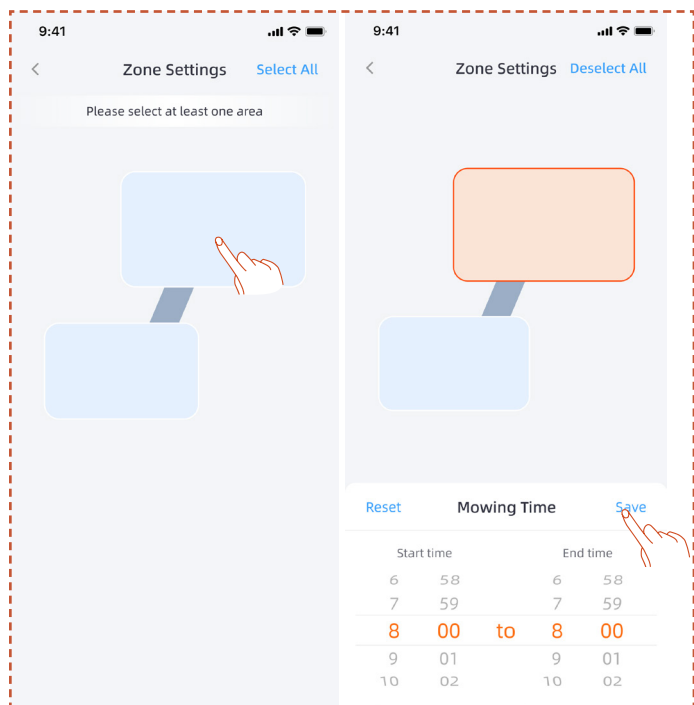 9:41
Zone Settings Select All
Please select at least one area
9:41
Zone Settings Deselect All
Reset Mowing Time Save
Start time End time
6 58 6 58
7 59 7 59
8 00 to 8 00
9 01 9 01
10 02 10 02